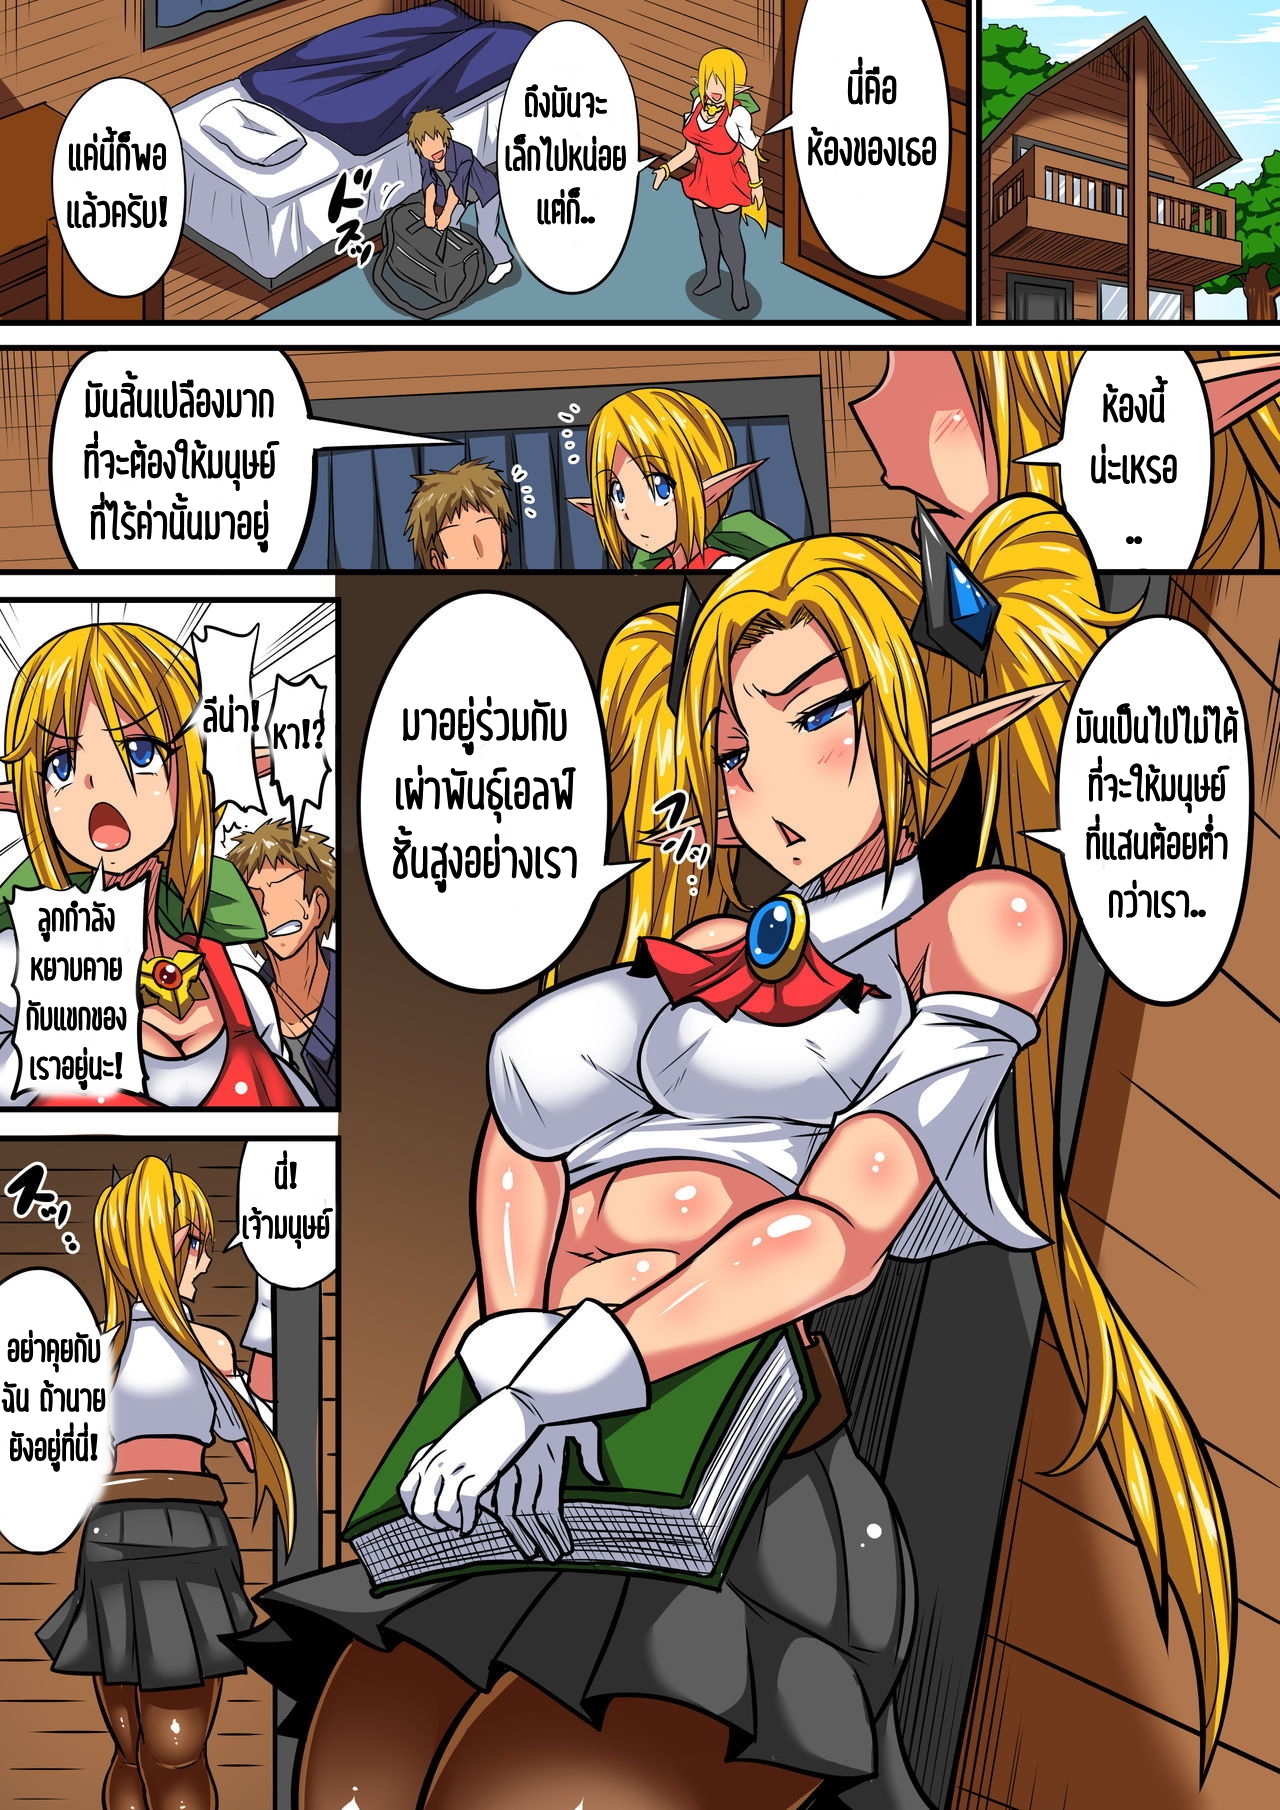 นี่คือ
ห้องของเธอ
ถึงมันจะ
เล็กไปหน่อย
แต่ก็..
แค่นี้ก็พอ
แล้วครับ!
ドスッ
ห้องนี้
น่ะเหรอ
..
มันสิ้นเปลืองมาก
ที่จะต้องให้มนุษย์
ที่ไร้ค่านั้นมาอยู่
มันเป็นไปไม่ได้
ที่จะให้มนุษย์
ที่แสนต้อยต่ำ
กว่าเรา..
มาอยู่ร่วมกับ
เผ่าพันธุ์เอลฟ์
ชั้นสูงอย่างเรา
ลีน่า!
หา!?
ลูกกำลัง
หยาบคาย
กับแขกของ
เราอยู่นะ!
นี่!
เจ้ามนุษย์
อย่าคุยกับ
ฉัน ถ้านาย
ยังอยู่ที่นี่!